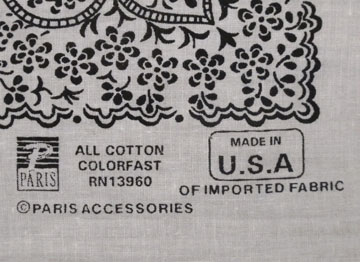 P
PARIS
ALL COTTON
COLORFAST
RN13960
©PARIS ACCESSORIES
MADE IN
U.S.A
OF IMPORTED FABRIC